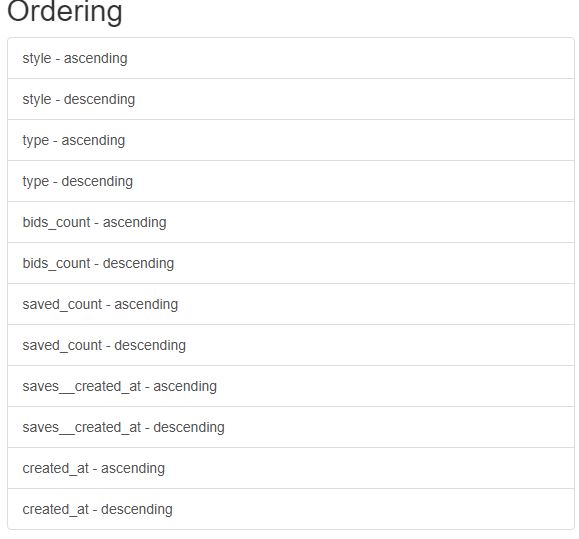 Ordering
style - ascending
style - descending
type - ascending
type - descending
bids_count - ascending
bids_count - descending
saved_count - ascending
saved_count - descending
saves__created_at - ascending
saves__created_at - descending
created_at - ascending
created_at - descending